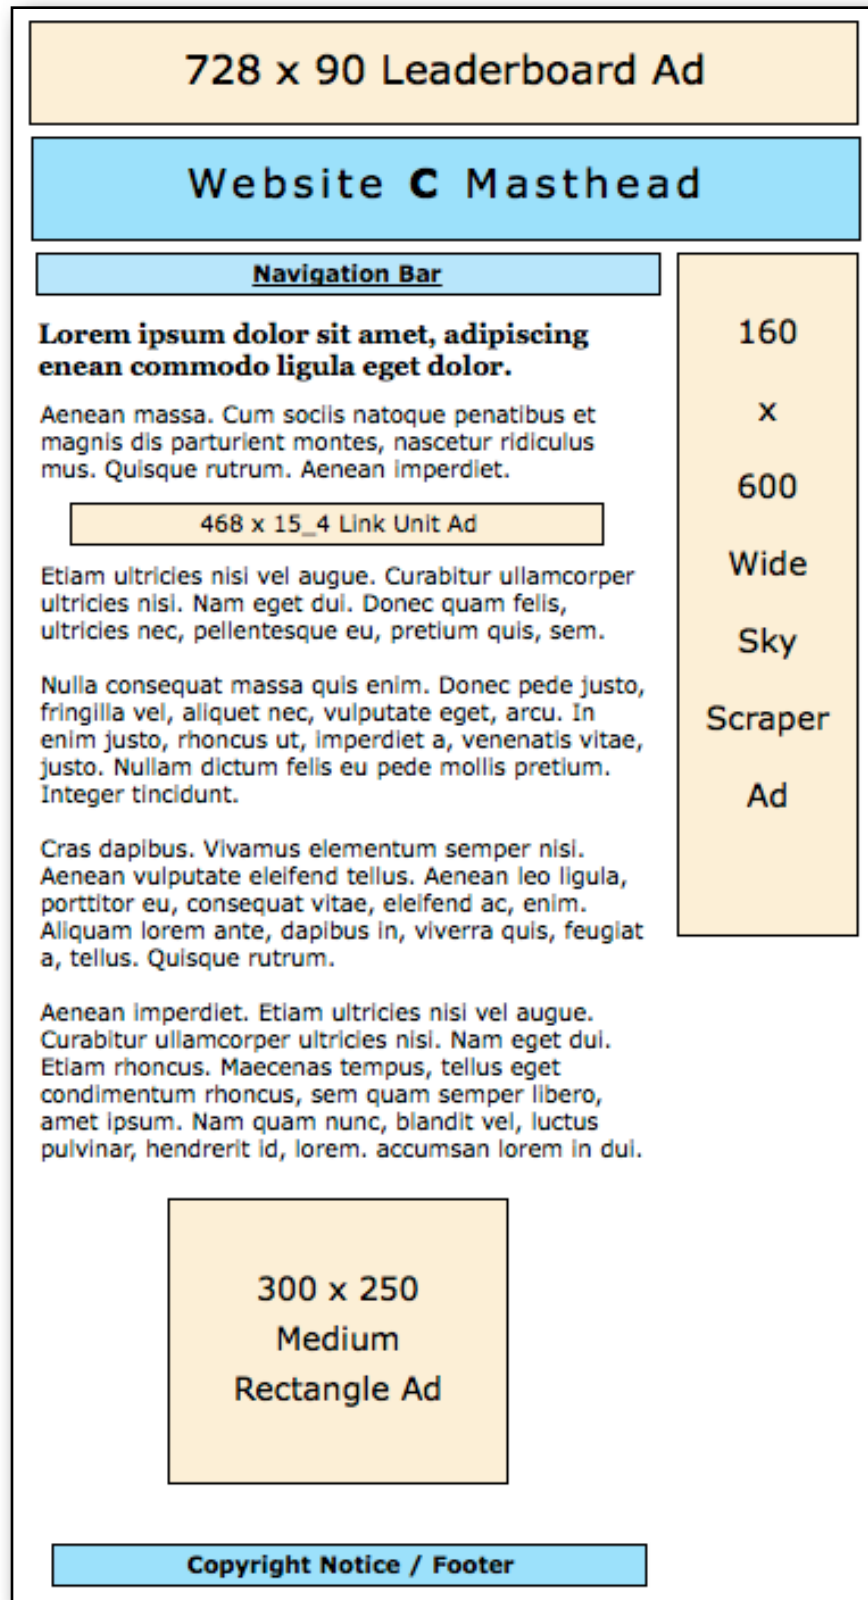 728 x 90 Leaderboard Ad
Website C Masthead
Navigation Bar
Lorem ipsum dolor sit amet, adipiscing
enean commodo ligula eget dolor.
Aenean massa. Cum sociis natoque penatibus et
magnis dis parturient montes, nascetur ridiculus
mus. Quisque rutrum. Aenean imperdiet.
468 x 15_4 Link Unit Ad
Etiam ultricies nisi vel augue. Curabitur ullamcorper
ultricies nisi. Nam eget dui. Donec quam felis,
ultricies nec, pellentesque eu, pretium quis, sem.
Nulla consequat massa quis enim. Donec pede justo,
fringilla vel, aliquet nec, vulputate eget, arcu. In
enim justo, rhoncus ut, imperdiet a, venenatis vitae,
justo. Nullam dictum felis eu pede mollis pretium.
Integer tincidunt.
Cras dapibus. Vivamus elementum semper nisi.
Aenean vulputate eleifend tellus. Aenean leo ligula,
porttitor eu, consequat vitae, eleifend ac, enim.
Aliquam lorem ante, dapibus in, viverra quis, feugiat
a, tellus. Quisque rutrum.
Aenean imperdiet. Etiam ultricies nisi vel augue.
Curabitur ullamcorper ultricies nisi. Nam eget dui.
Etiam rhoncus. Maecenas tempus, tellus eget
condimentum rhoncus, sem quam semper libero,
amet ipsum. Nam quam nunc, blandit vel, luctus
pulvinar, hendrerit id, lorem. accumsan lorem in dui.
300 x 250
Medium
Rectangle Ad
160
x
600
Wide
Sky
Scraper
Ad
Copyright Notice / Footer